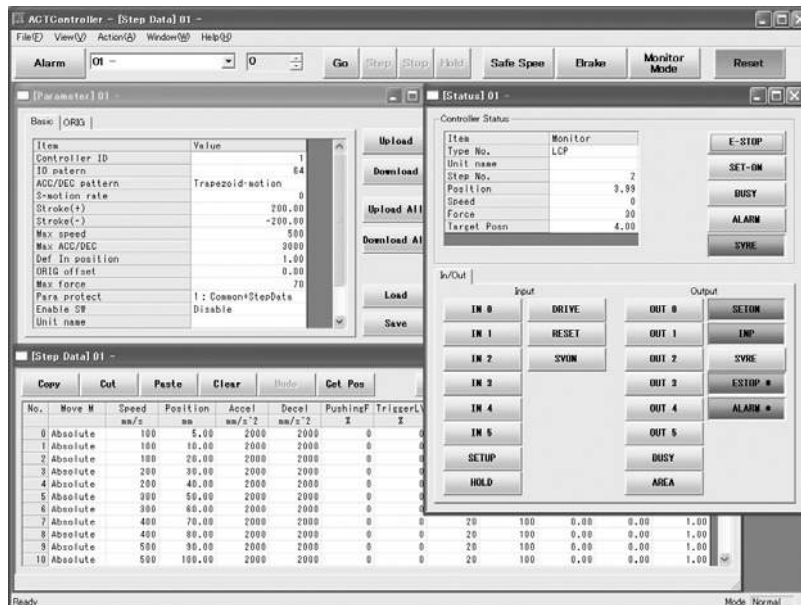 ACTController - [Step Data] 01 -
File(F) View(V) Action(A) Window(W) Help(H)
Alarm 01 - 0 Go Step Stop Hold Safe Spee Brake Monitor Mode Reset
[Parameter] 01 -
Basic ORIG
Item Value
Controller ID 1
IO patern 64
ACC/DEC pattern Trapezoid-motion
S-motion rate 0
Stroke(+) 200.00
Stroke(-) -200.00
Max speed 500
Max ACC/DEC 3000
Def In position 1.00
ORIG offset 0.00
Max force 70
Para protect 1 : Common+StepData
Enable SW Disable
Unit name
Upload
Download
Upload All
Download Al
Load
Save
[Status] 01 -
Controller Status
Item Monitor
Type No. LCP
Unit name
Step No. 2
Position 3.99
Speed 0
Force 30
Target Posn 4.00
E-STOP
SET-ON
BUSY
ALARM
SVRE
In/Out
Input Output
IN 0 DRIVE OUT 0 SETON
IN 1 RESET OUT 1 INP
IN 2 SVON OUT 2 SVRE
IN 3 OUT 3 ESTOP *
IN 4 OUT 4 ALARM *
IN 5 OUT 5
SETUP BUSY
HOLD AREA
[Step Data] 01 -
Copy Cut Paste Clear Undo Get Pos
No. Move M Speed Position Accel Decel PushingF TriggerLV
mm/s mm mm/s^2 mm/s^2 % %
0 Absolute 100 5.00 2000 2000 0 0
1 Absolute 100 10.00 2000 2000 0 0
2 Absolute 100 20.00 2000 2000 0 0
3 Absolute 200 30.00 2000 2000 0 0
4 Absolute 200 40.00 2000 2000 0 0
5 Absolute 300 50.00 2000 2000 0 0
6 Absolute 300 60.00 2000 2000 0 0
7 Absolute 400 70.00 2000 2000 0 0 20 100 0.00 0.00 1.00
8 Absolute 400 80.00 2000 2000 0 0 20 100 0.00 0.00 1.00
9 Absolute 500 90.00 2000 2000 0 0 20 100 0.00 0.00 1.00
10 Absolute 500 100.00 2000 2000 0 0 20 100 0.00 0.00 1.00
Ready Mode Normal